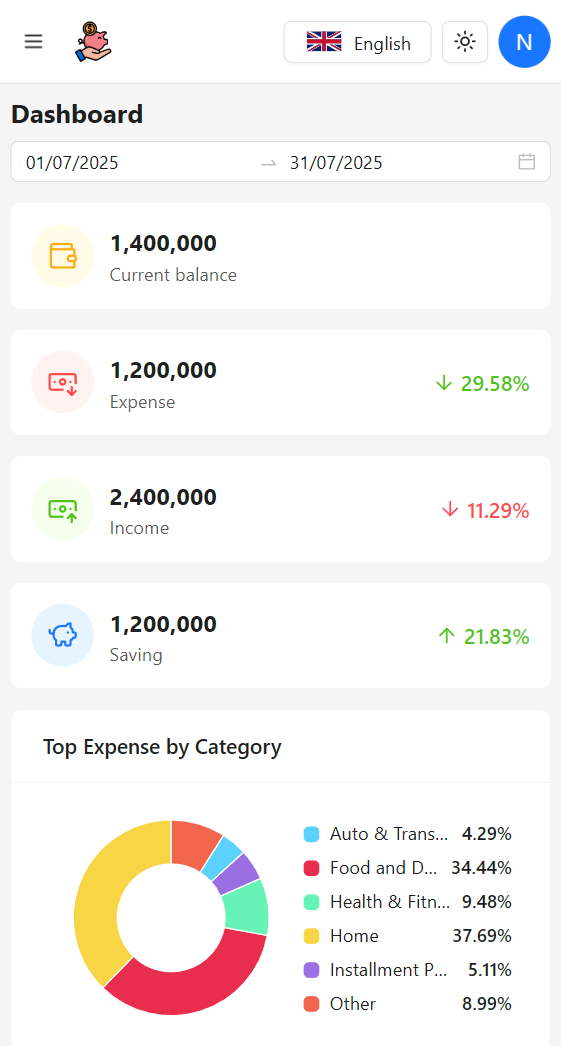 English
N
Dashboard
01/07/2025 → 31/07/2025
1,400,000
Current balance
1,200,000
Expense
↓ 29.58%
2,400,000
Income
↓ 11.29%
1,200,000
Saving
↑ 21.83%
Top Expense by Category
Auto & Trans... 4.29%
Food and D... 34.44%
Health & Fitn... 9.48%
Home 37.69%
Installment P... 5.11%
Other 8.99%